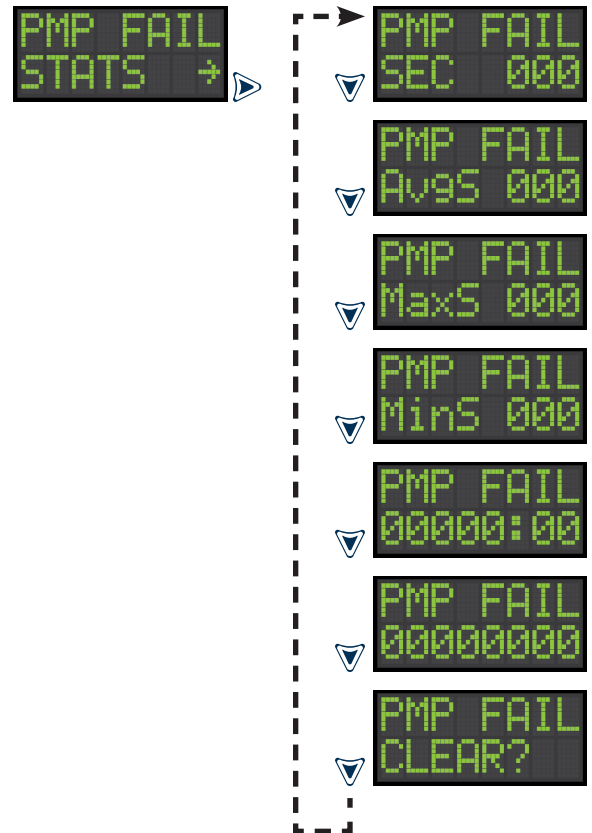 PMP FAIL
STATS →
PMP FAIL
SEC 000
PMP FAIL
AvgS 000
PMP FAIL
MaxS 000
PMP FAIL
MinS 000
PMP FAIL
00000:00
PMP FAIL
00000000
PMP FAIL
CLEAR?